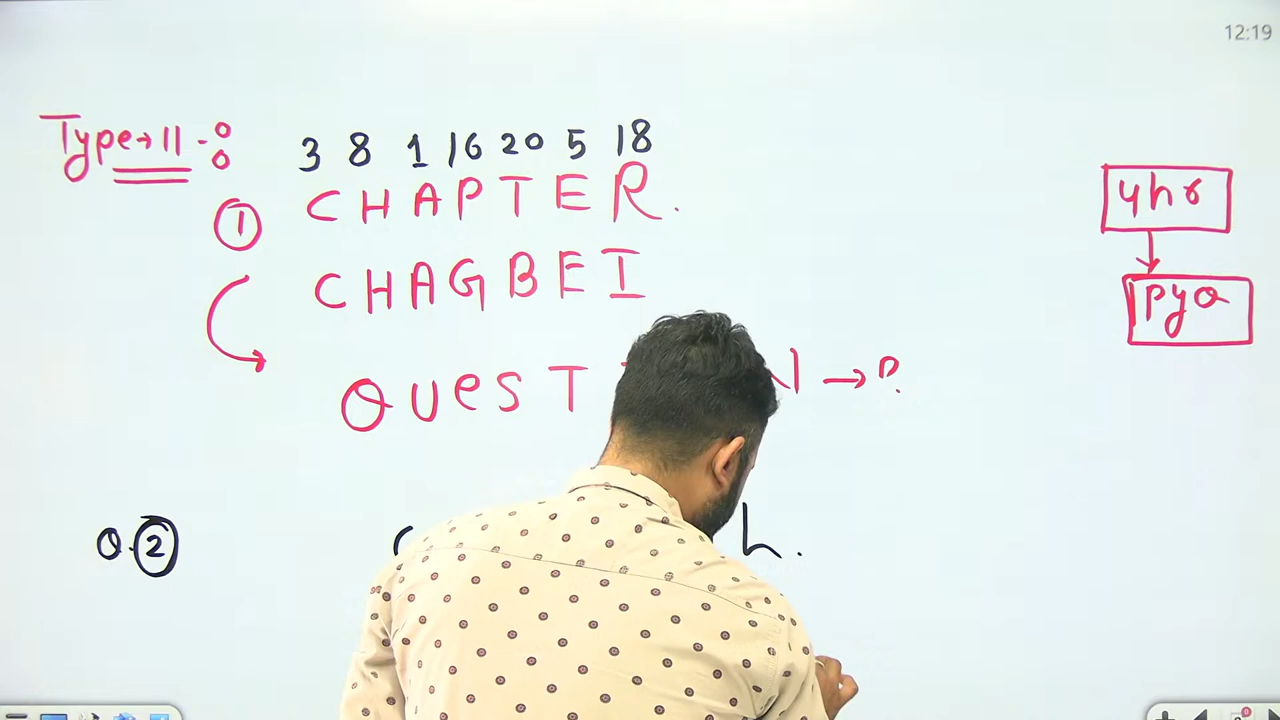 12:19
Type→11-:
3 8 1 16 20 5 18
① CHAPTER.
CHAGBEI
QUEST → ?
Q.②
h.
4hr
pyq